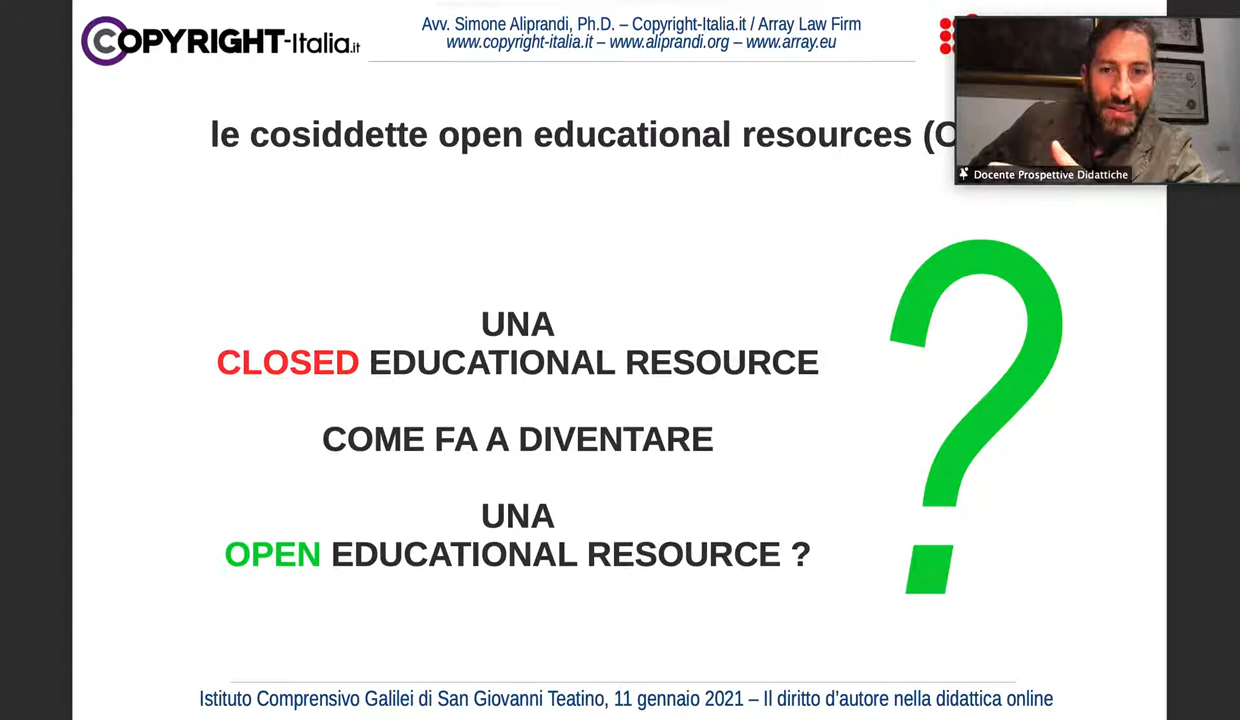 COPYRIGHT-Italia.it
Avv. Simone Aliprandi, Ph.D. – Copyright-Italia.it / Array Law Firm
www.copyright-italia.it – www.aliprandi.org – www.array.eu
Docente Prospettive Didattiche
le cosiddette open educational resources (O
UNA
CLOSED EDUCATIONAL RESOURCE
COME FA A DIVENTARE
UNA
OPEN EDUCATIONAL RESOURCE ?
?
Istituto Comprensivo Galilei di San Giovanni Teatino, 11 gennaio 2021 – Il diritto d'autore nella didattica online